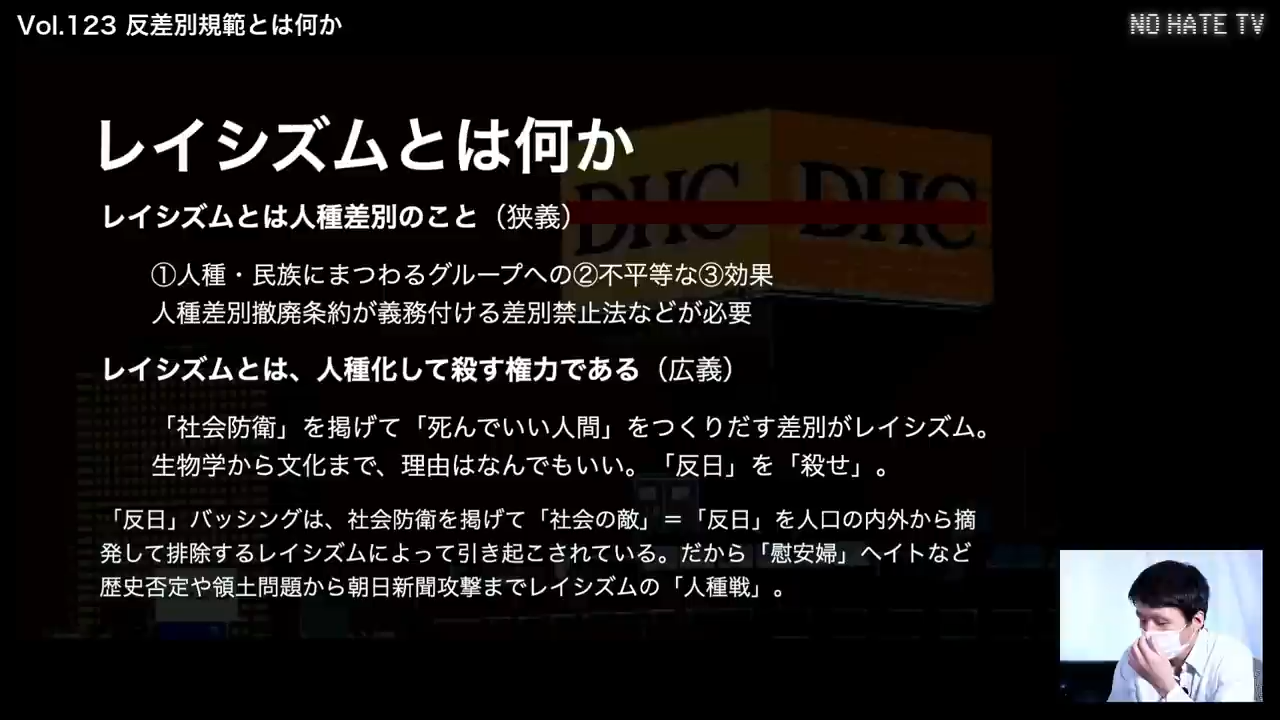 Vol.123 反差別規範とは何か
NO HATE TV
レイシズムとは何か
DHC DHC
レイシズムとは人種差別のこと（狭義）
①人種・民族にまつわるグループへの②不平等な③効果
人種差別撤廃条約が義務付ける差別禁止法などが必要
レイシズムとは、人種化して殺す権力である（広義）
「社会防衛」を掲げて「死んでいい人間」をつくりだす差別がレイシズム。
生物学から文化まで、理由はなんでもいい。「反日」を「殺せ」。
「反日」バッシングは、社会防衛を掲げて「社会の敵」＝「反日」を人口の内外から摘
発して排除するレイシズムによって引き起こされている。だから「慰安婦」ヘイトなど
歴史否定や領土問題から朝日新聞攻撃までレイシズムの「人種戦」。